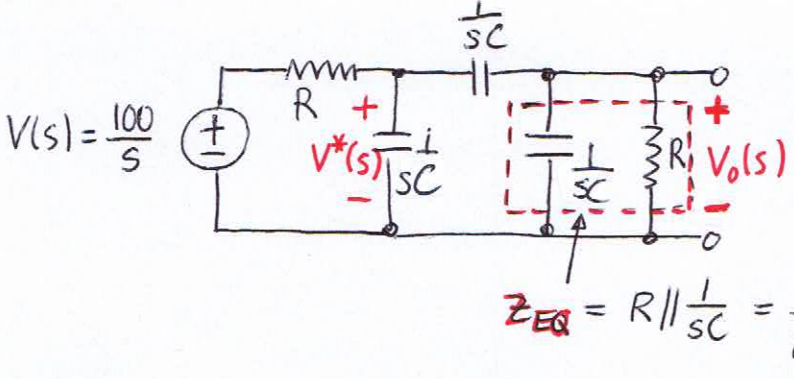 1/SC
R
V(s) = 100/S
+
−
+
V*(s)
−
1/SC
1/SC
R
+
V₀(s)
−
Z_EQ = R // 1/SC =